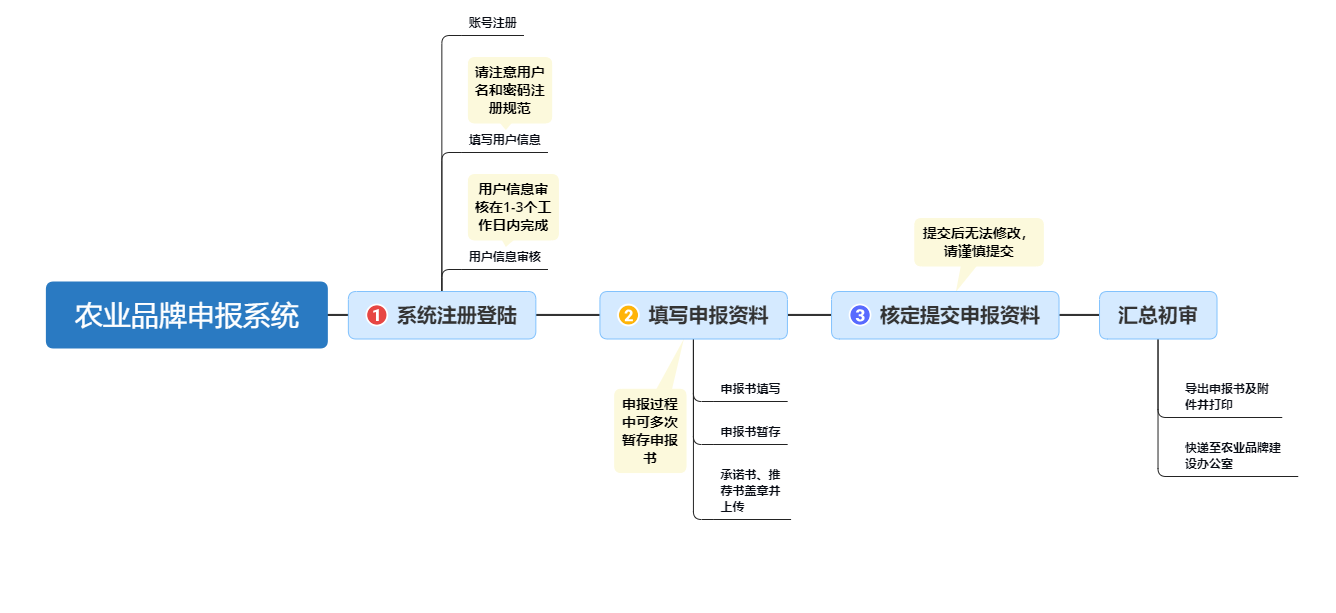 账号注册
请注意用户
名和密码注
册规范
填写用户信息
用户信息审
核在1-3个工
作日内完成
用户信息审核
农业品牌申报系统
1 系统注册登陆
2 填写申报资料
提交后无法修改，
请谨慎提交
3 核定提交申报资料
汇总初审
申报过程
中可多次
暂存申报
书
申报书填写
申报书暂存
承诺书、推
荐书盖章并
上传
导出申报书及附
件并打印
快递至农业品牌建
设办公室